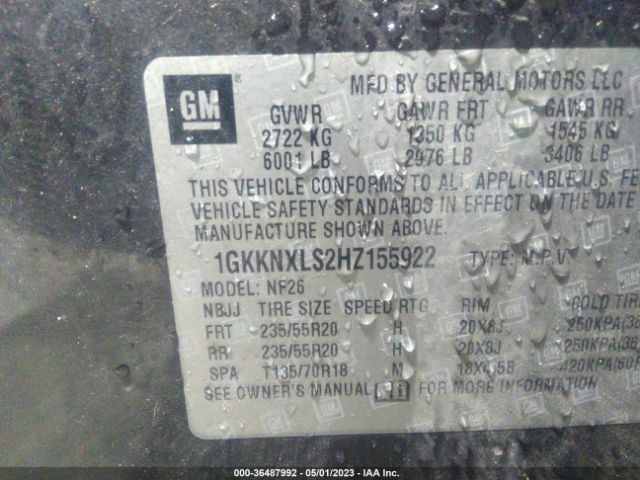 GM ® MFD BY GENERAL MOTORS LLC
GVWR GAWR FRT GAWR RR
2722 KG 1350 KG 1545 KG
6001 LB 2976 LB 3406 LB
THIS VEHICLE CONFORMS TO ALL APPLICABLE U.S. FE
VEHICLE SAFETY STANDARDS IN EFFECT ON THE DATE
MANUFACTURE SHOWN ABOVE.
1GKKNXLS2HZ155922 TYPE: M.P.V.
MODEL: NF26
NBJJ TIRE SIZE SPEED RTG RIM COLD TIR
FRT 235/55R20 H 20X8J 250KPA(36
RR 235/55R20 H 20X8J 250KPA(36
SPA T135/70R18 M 18X4.5B 420KPA(60P
SEE OWNER'S MANUAL FOR MORE INFORMATION
000-36487992 - 05/01/2023 - IAA Inc.